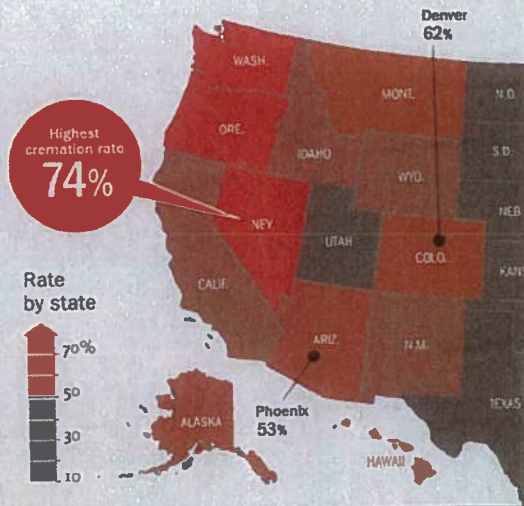 Denver
62%
WASH.
MONT.
N.D.
ORE.
Highest
cremation rate
74%
IDAHO
S.D.
WYO.
NEV.
NEB.
UTAH
COLO.
KAN
CALIF.
Rate
by state
70%
50
30
10
ARIZ.
N.M.
TEXAS
Phoenix
53%
ALASKA
HAWAII